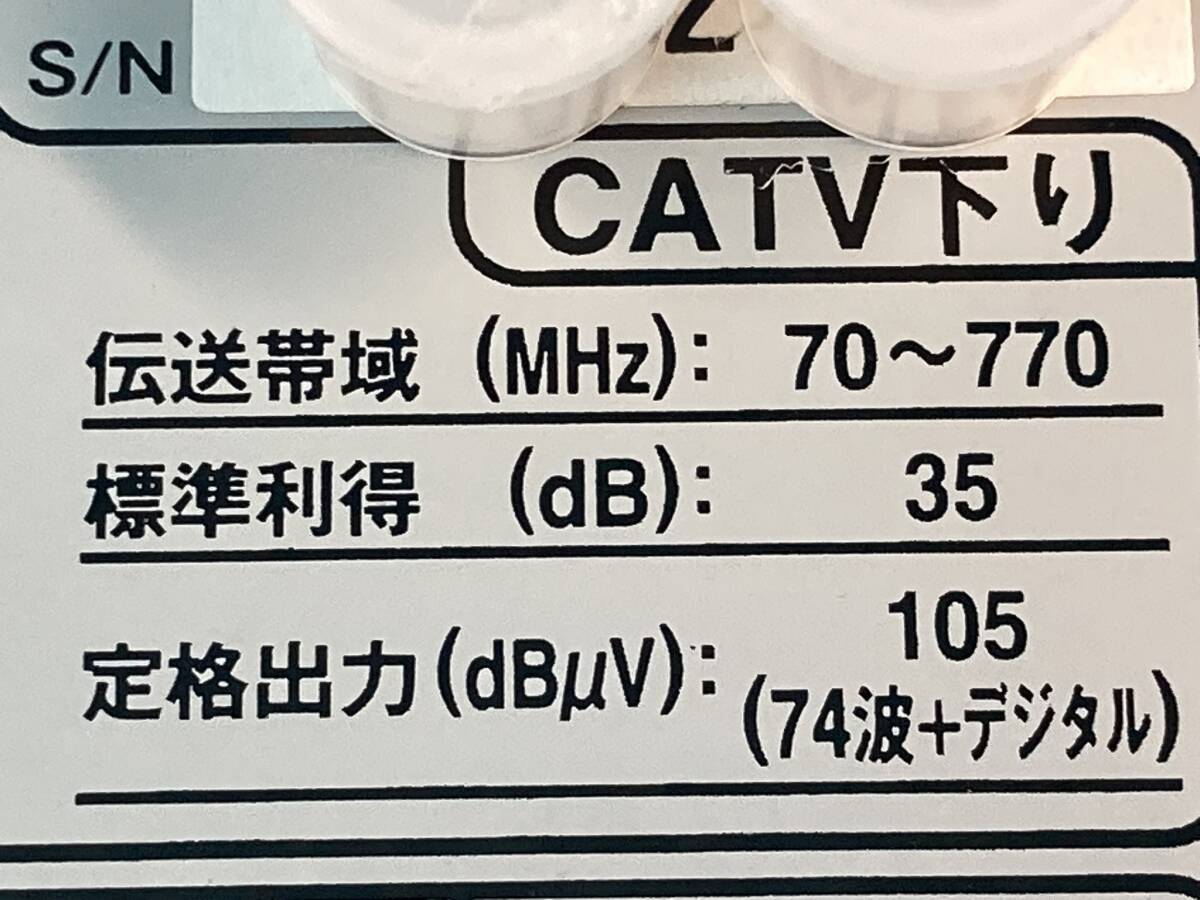 S/N
CATV下り
伝送帯域 (MHz): 70～770
標準利得 (dB): 35
定格出力(dBμV): 105
(74波+デジタル)